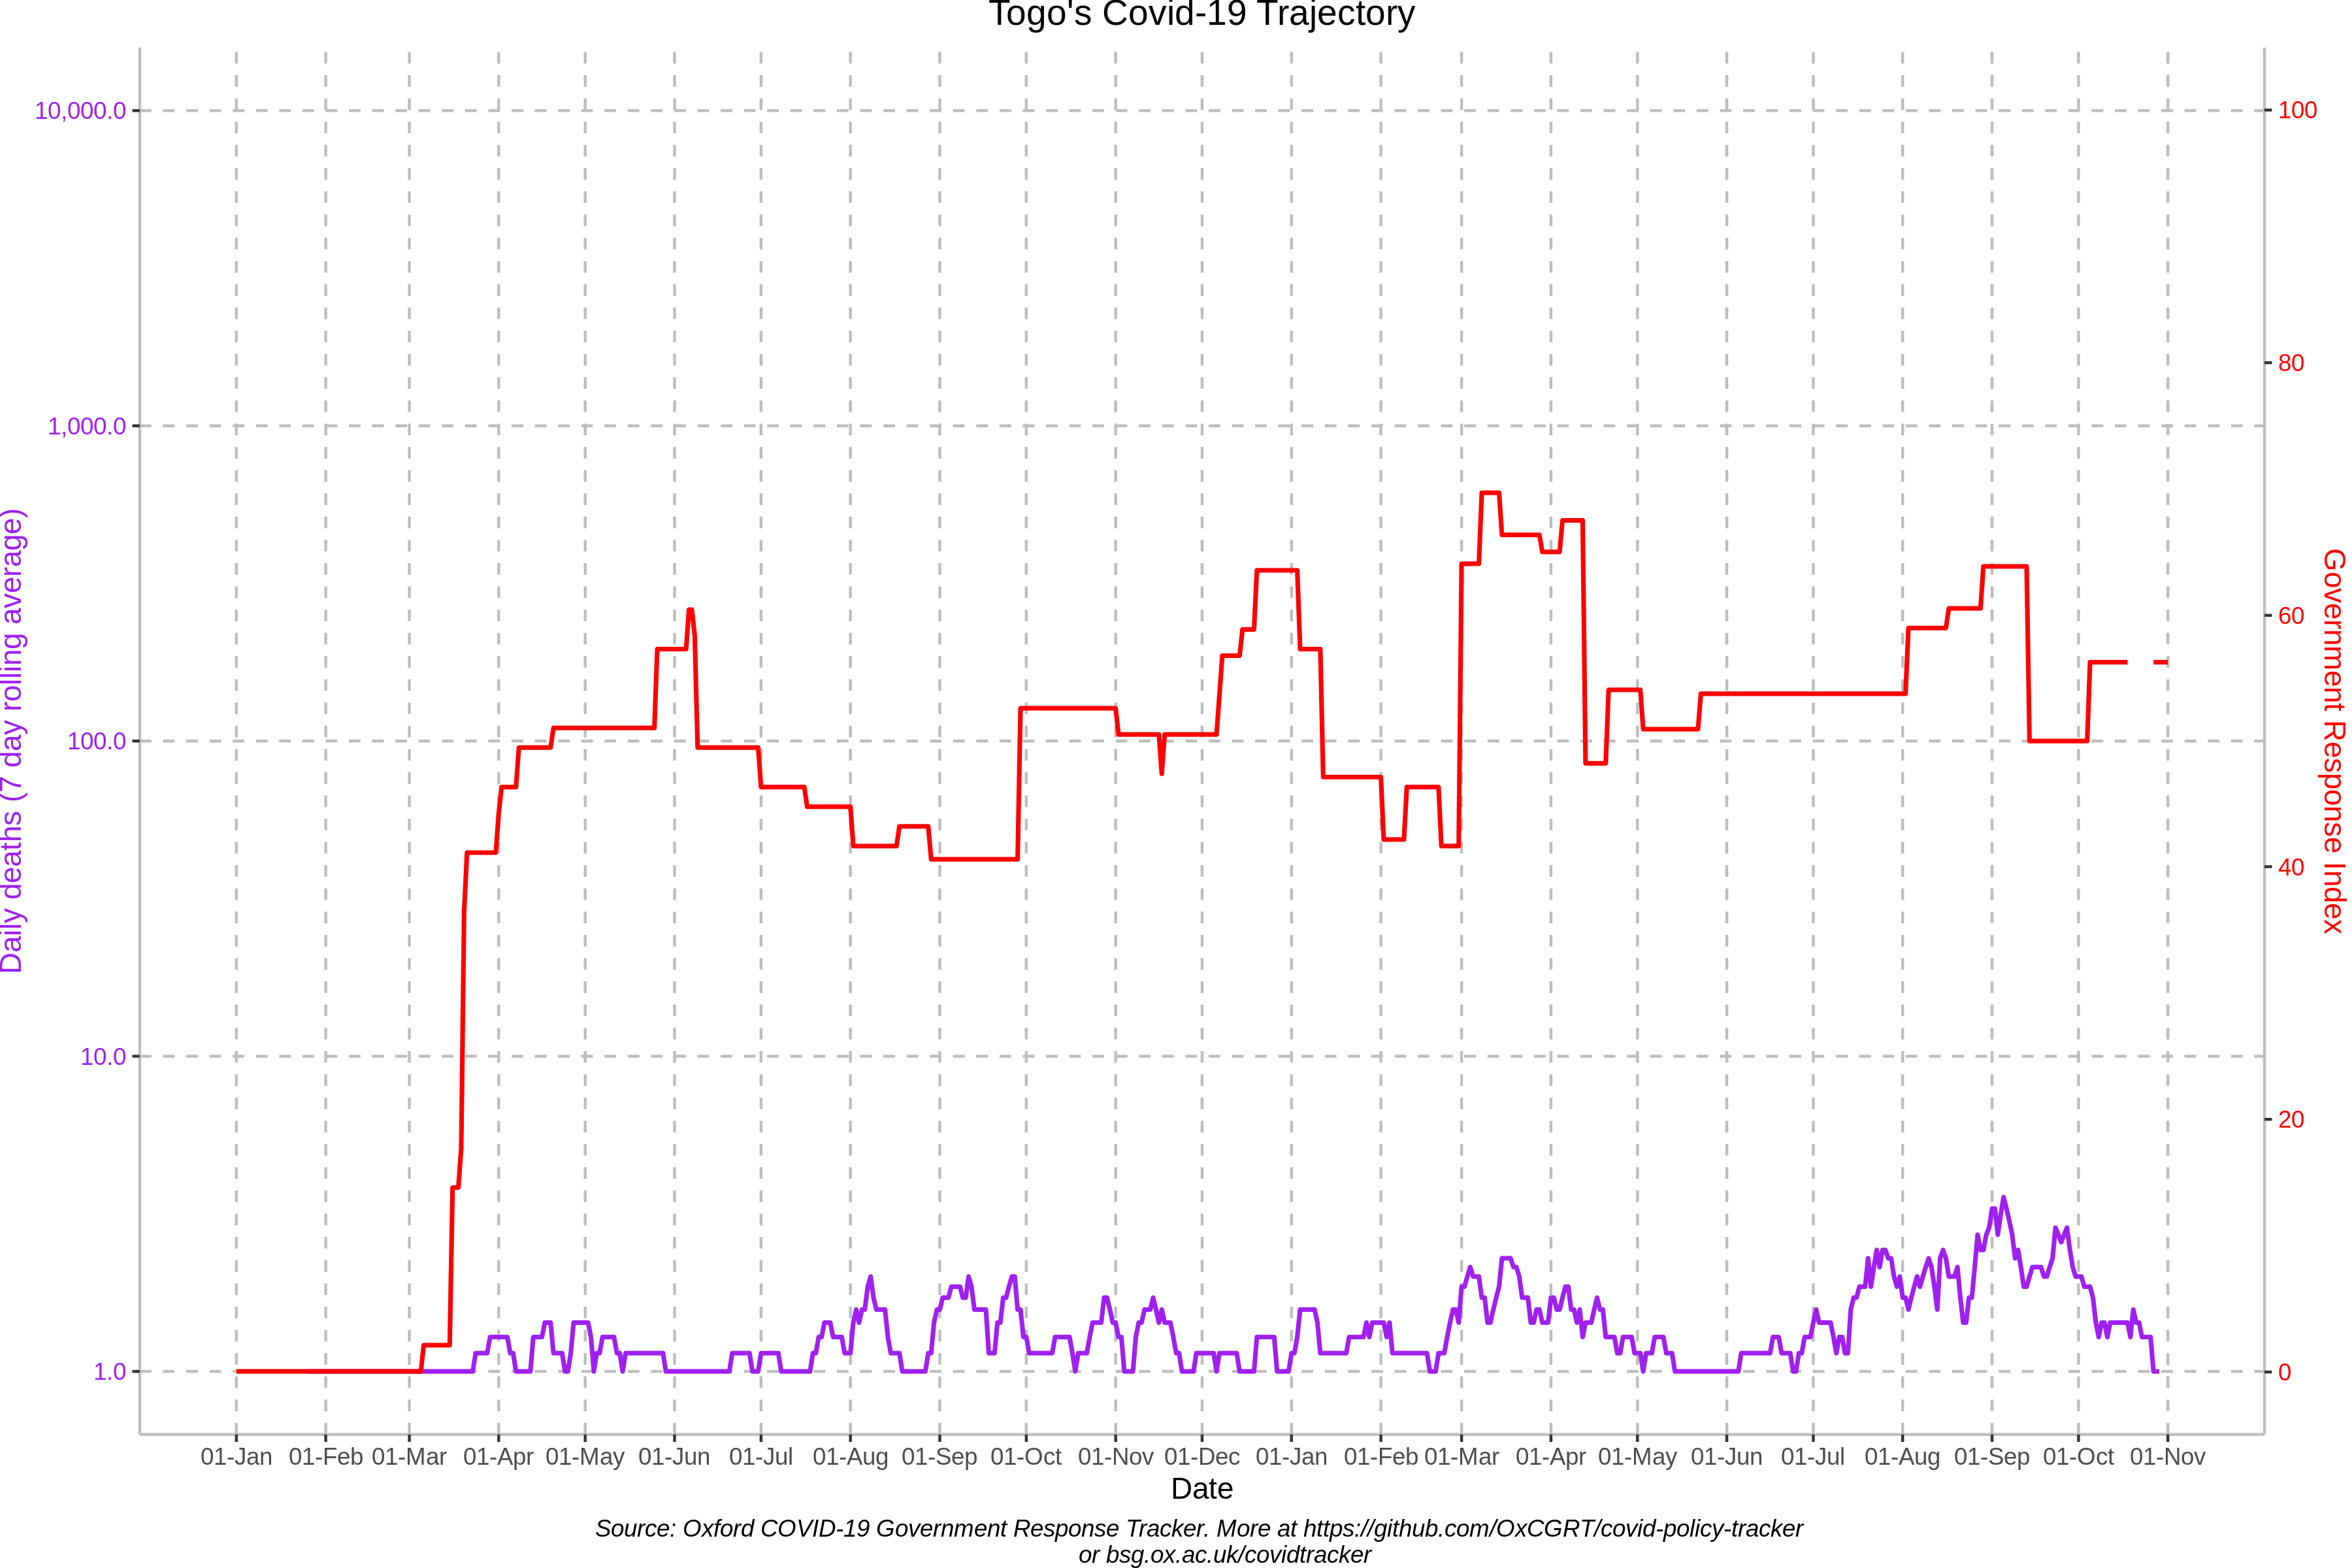 Togo's Covid-19 Trajectory
10,000.0
1,000.0
100.0
10.0
1.0
Daily deaths (7 day rolling average)
100
80
60
40
20
0
Government Response Index
01-Jan 01-Feb 01-Mar 01-Apr 01-May 01-Jun 01-Jul 01-Aug 01-Sep 01-Oct 01-Nov 01-Dec 01-Jan 01-Feb 01-Mar 01-Apr 01-May 01-Jun 01-Jul 01-Aug 01-Sep 01-Oct 01-Nov
Date
Source: Oxford COVID-19 Government Response Tracker. More at https://github.com/OxCGRT/covid-policy-tracker
or bsg.ox.ac.uk/covidtracker